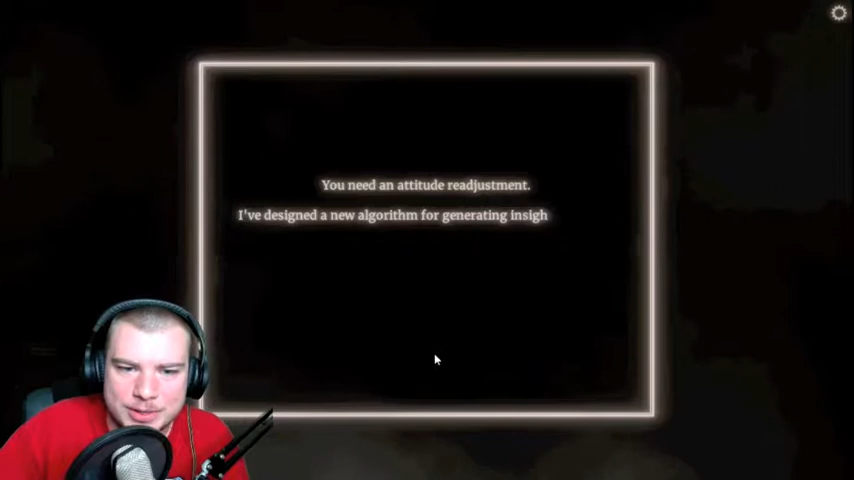 You need an attitude readjustment.
I've designed a new algorithm for generating insigh